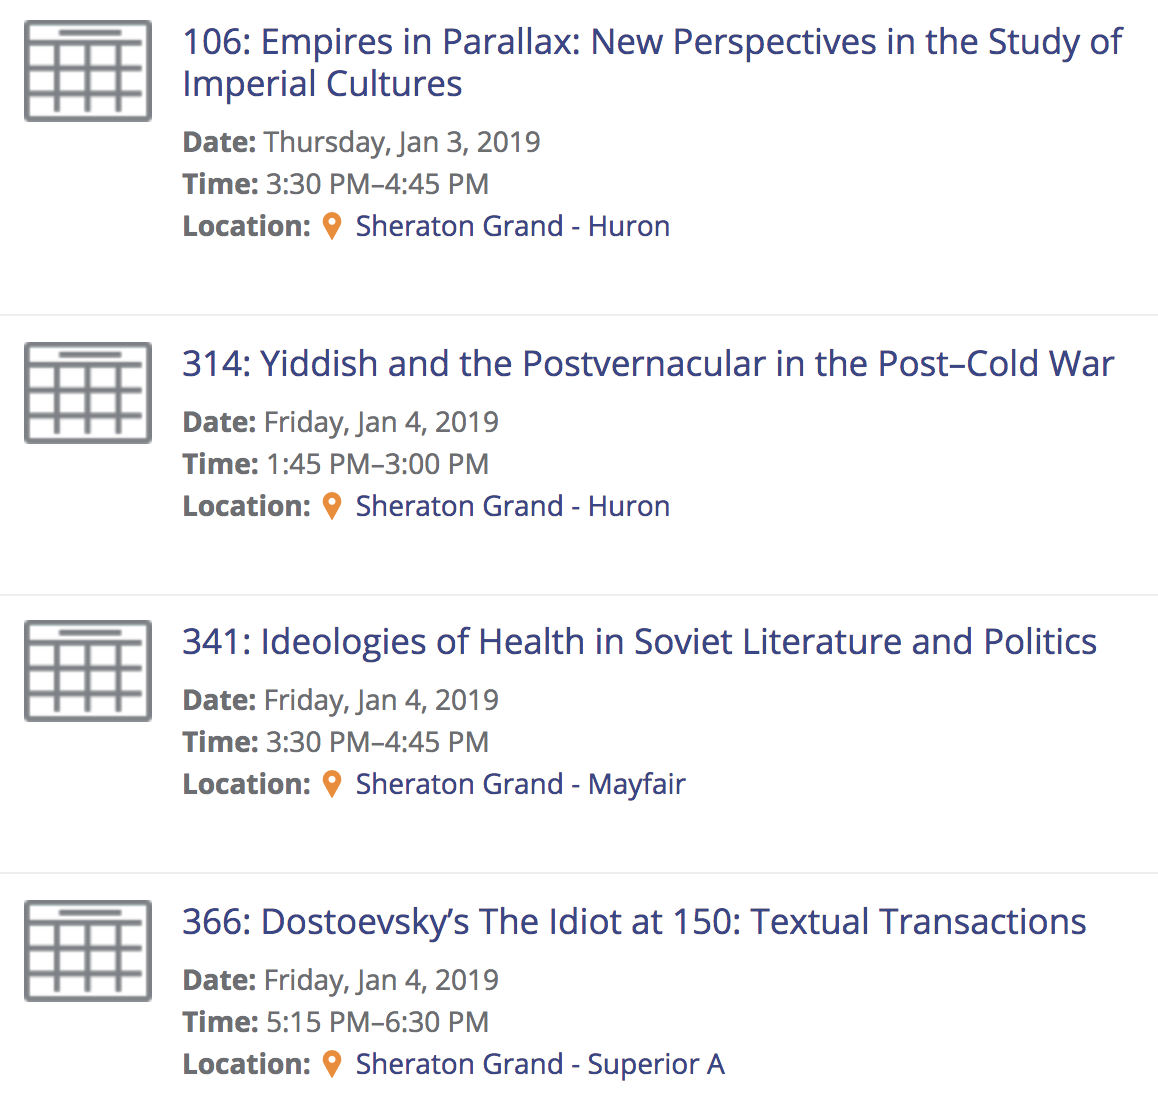 106: Empires in Parallax: New Perspectives in the Study of
Imperial Cultures
Date: Thursday, Jan 3, 2019
Time: 3:30 PM–4:45 PM
Location: Sheraton Grand - Huron
314: Yiddish and the Postvernacular in the Post–Cold War
Date: Friday, Jan 4, 2019
Time: 1:45 PM–3:00 PM
Location: Sheraton Grand - Huron
341: Ideologies of Health in Soviet Literature and Politics
Date: Friday, Jan 4, 2019
Time: 3:30 PM–4:45 PM
Location: Sheraton Grand - Mayfair
366: Dostoevsky’s The Idiot at 150: Textual Transactions
Date: Friday, Jan 4, 2019
Time: 5:15 PM–6:30 PM
Location: Sheraton Grand - Superior A